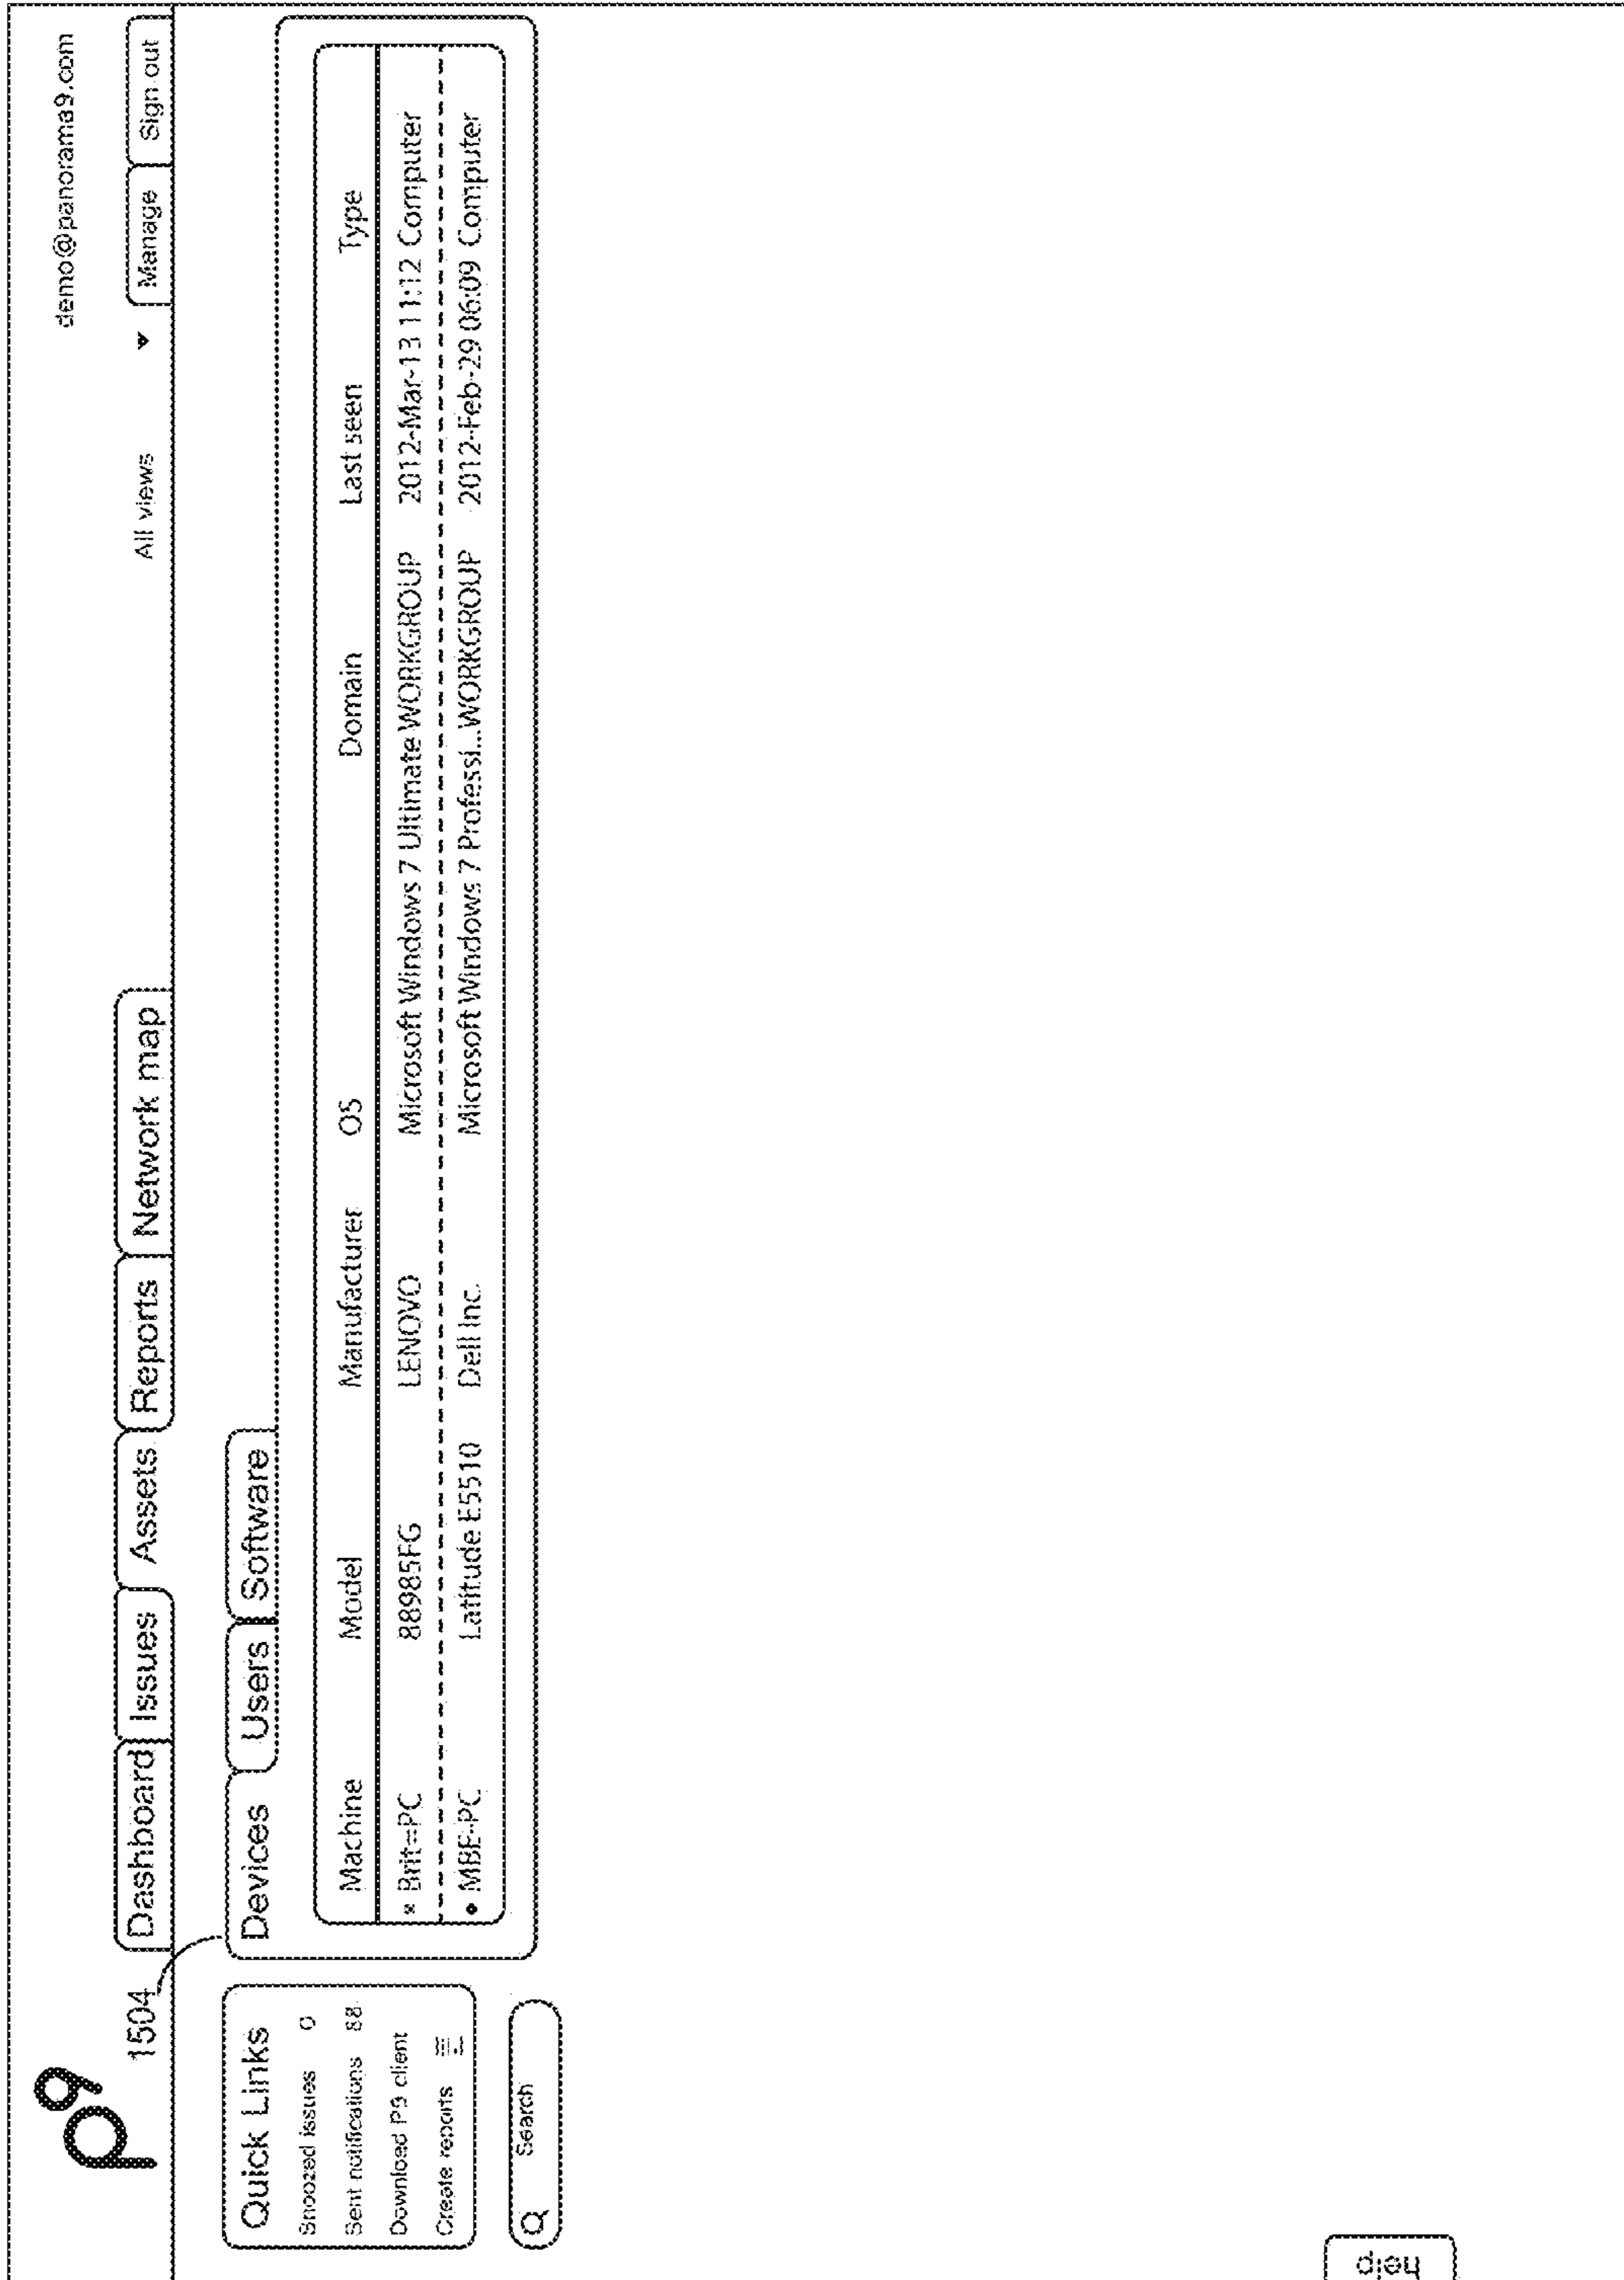 demo@panorama9.com
p9
1504
Dashboard Issues Assets Reports Network map All views Manage Sign out
Quick Links
Snoozed issues 0
Sent notifications 88
Download P9 client
Create reports
Search
Devices Users Software
Machine Model Manufacturer OS Domain Last seen Type
Brit=PC 88985FG LENOVO Microsoft Windows 7 Ultimate WORKGROUP 2012-Mar-13 11:12 Computer
MBE-PC Latitude E5510 Dell Inc. Microsoft Windows 7 Professi...WORKGROUP 2012-Feb-29 06:09 Computer
help